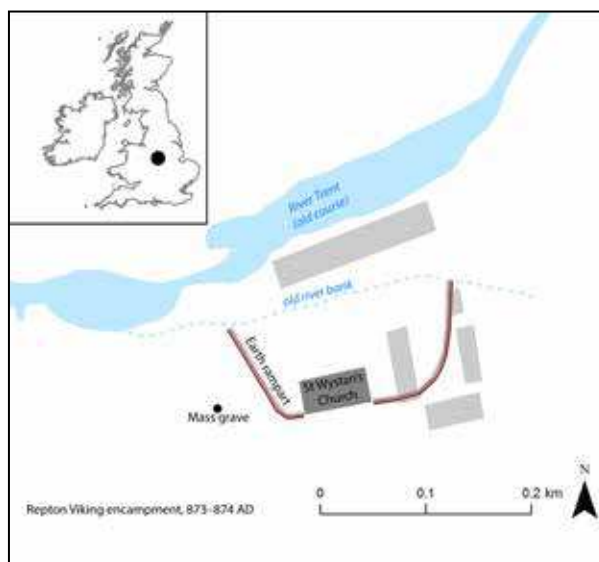 River Trent
(old course)
old river bank
Earth rampart
St Wystan's
Church
Mass grave
N
0
0.1
0.2 km
Repton Viking encampment, 873–874 AD